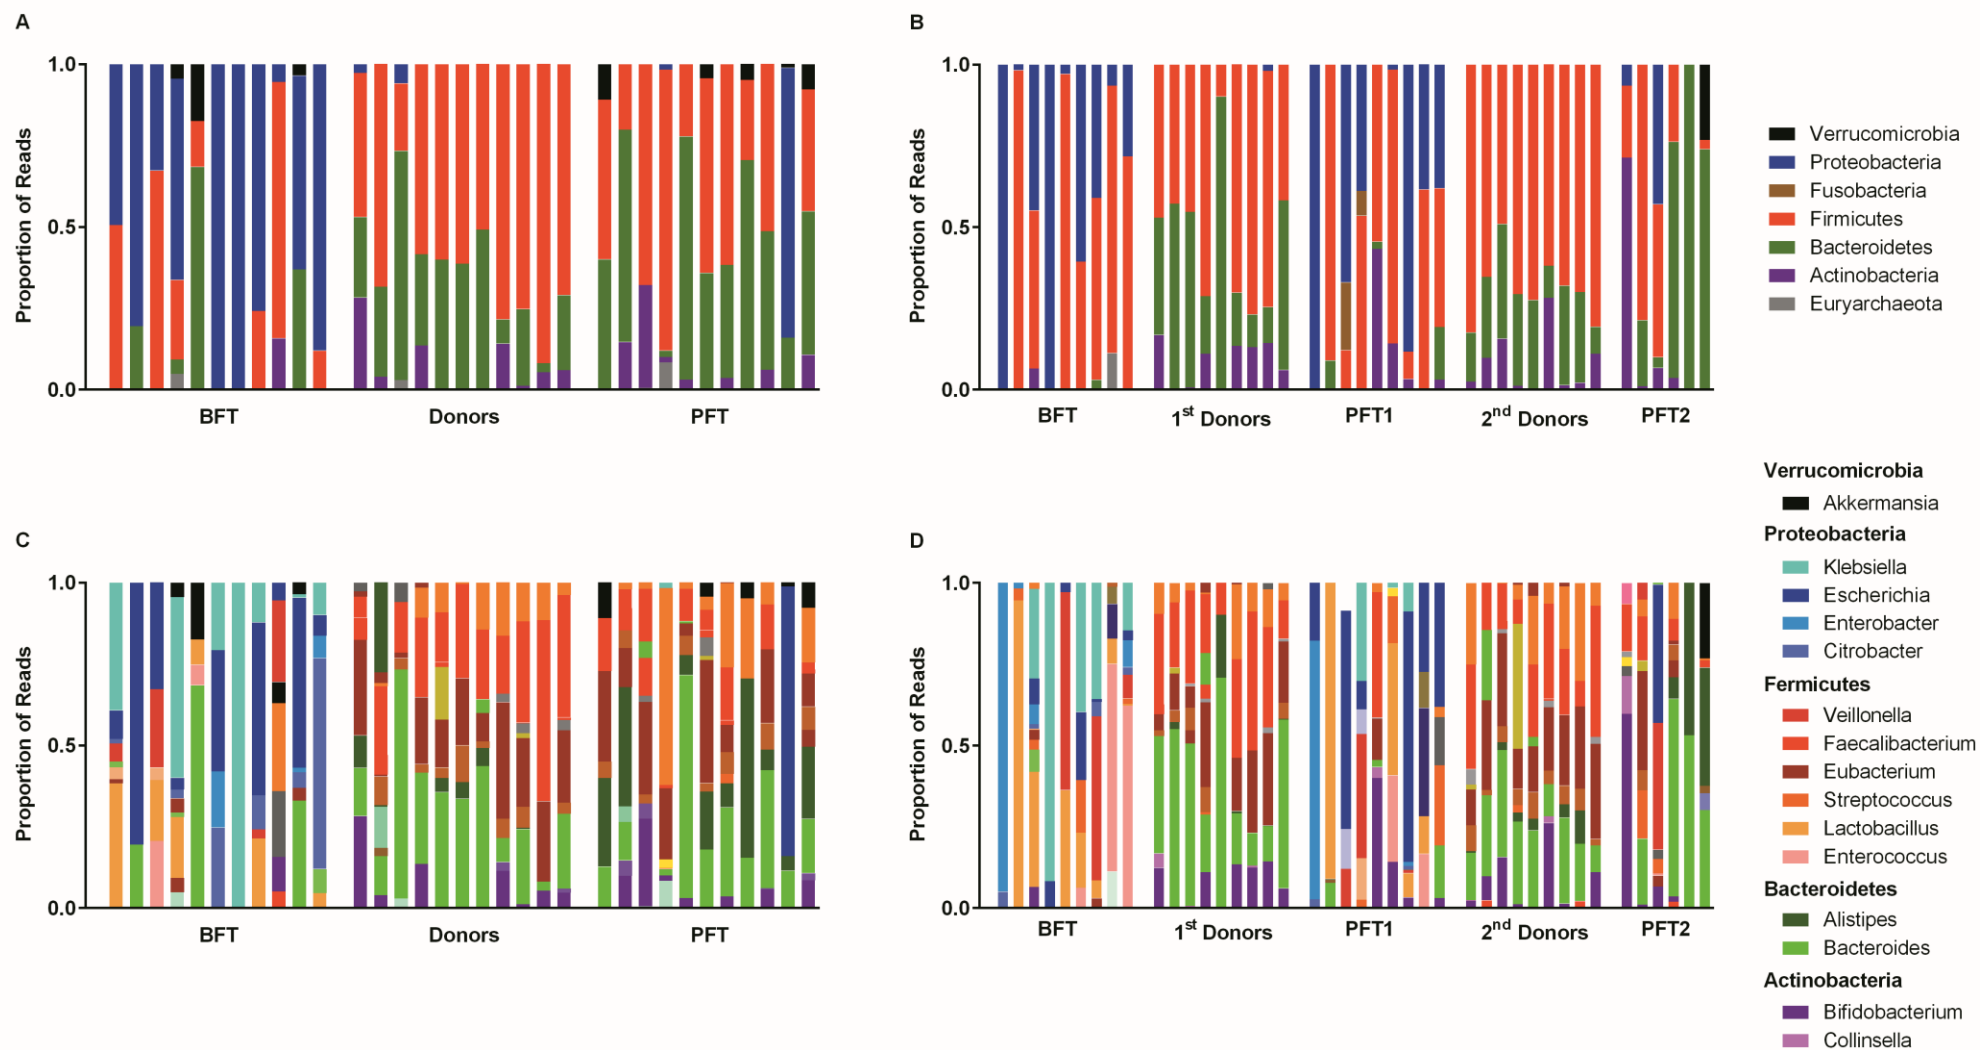 A
Proportion of Reads
1.0
0.5
0.0
BFT
Donors
PFT
B
Proportion of Reads
1.0
0.5
0.0
BFT
1st Donors
PFT1
2nd Donors
PFT2
Verrucomicrobia
Proteobacteria
Fusobacteria
Firmicutes
Bacteroidetes
Actinobacteria
Euryarchaeota
C
Proportion of Reads
1.0
0.5
0.0
BFT
Donors
PFT
D
Proportion of Reads
1.0
0.5
0.0
BFT
1st Donors
PFT1
2nd Donors
PFT2
Verrucomicrobia
Akkermansia
Proteobacteria
Klebsiella
Escherichia
Enterobacter
Citrobacter
Fermicutes
Veillonella
Faecalibacterium
Eubacterium
Streptococcus
Lactobacillus
Enterococcus
Bacteroidetes
Alistipes
Bacteroides
Actinobacteria
Bifidobacterium
Collinsella